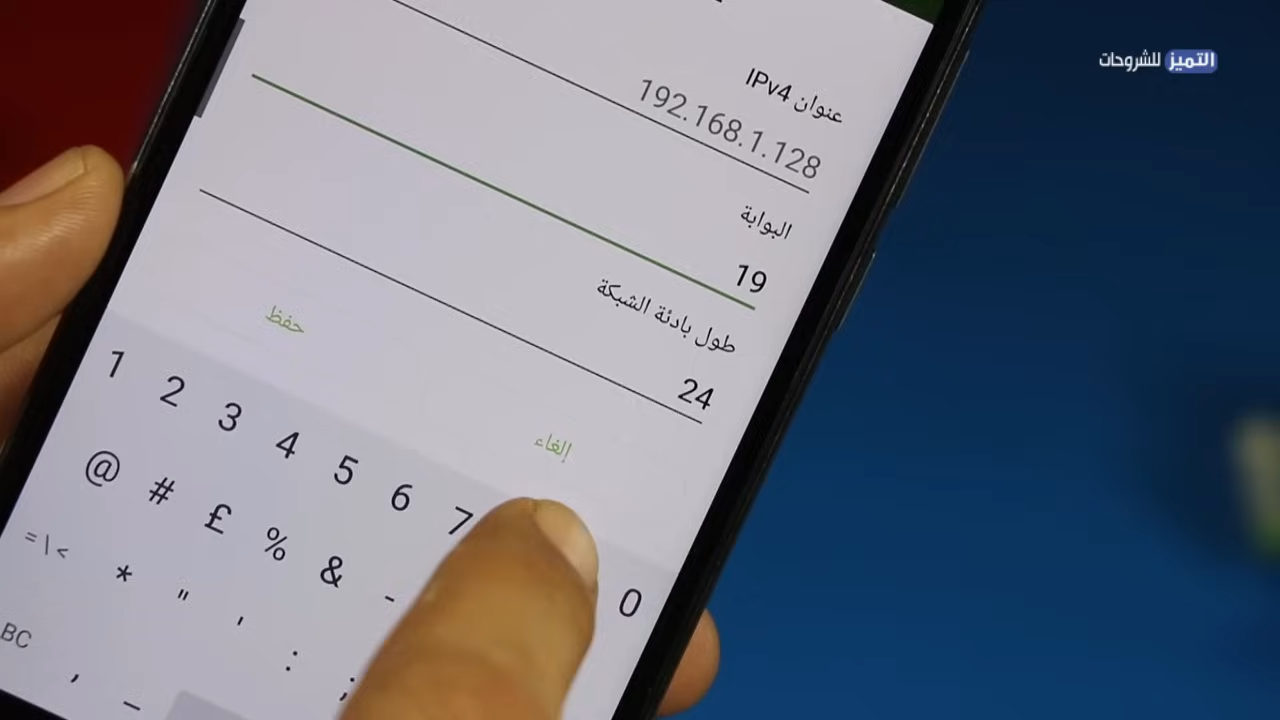 التميز للشروحات
عنوان IPv4
192.168.1.128
البوابة
19
طول بادئة الشبكة
24
حفظ
إلغاء
1 2 3 4 5 6 7 0
@ # £ % & -
= \ < * " ' : ;
BC , _